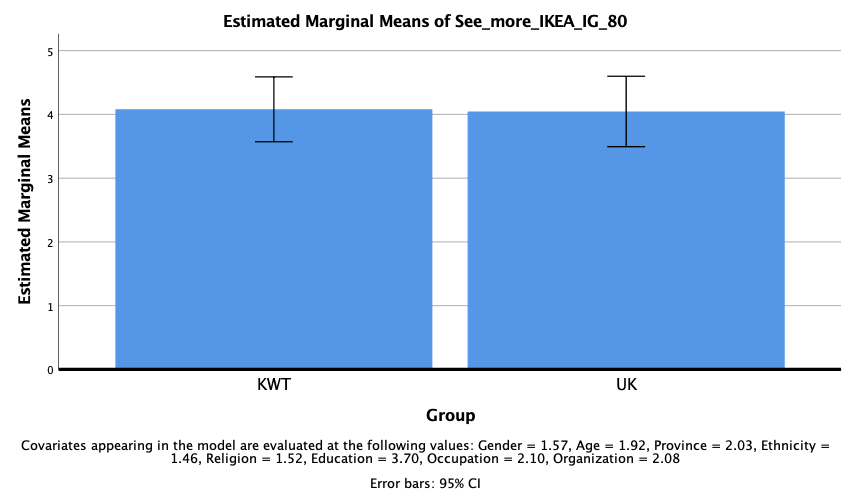 Estimated Marginal Means of See_more_IKEA_IG_80
Estimated Marginal Means
5
4
3
2
1
0
KWT UK
Group
Covariates appearing in the model are evaluated at the following values: Gender = 1.57, Age = 1.92, Province = 2.03, Ethnicity =
1.46, Religion = 1.52, Education = 3.70, Occupation = 2.10, Organization = 2.08
Error bars: 95% CI